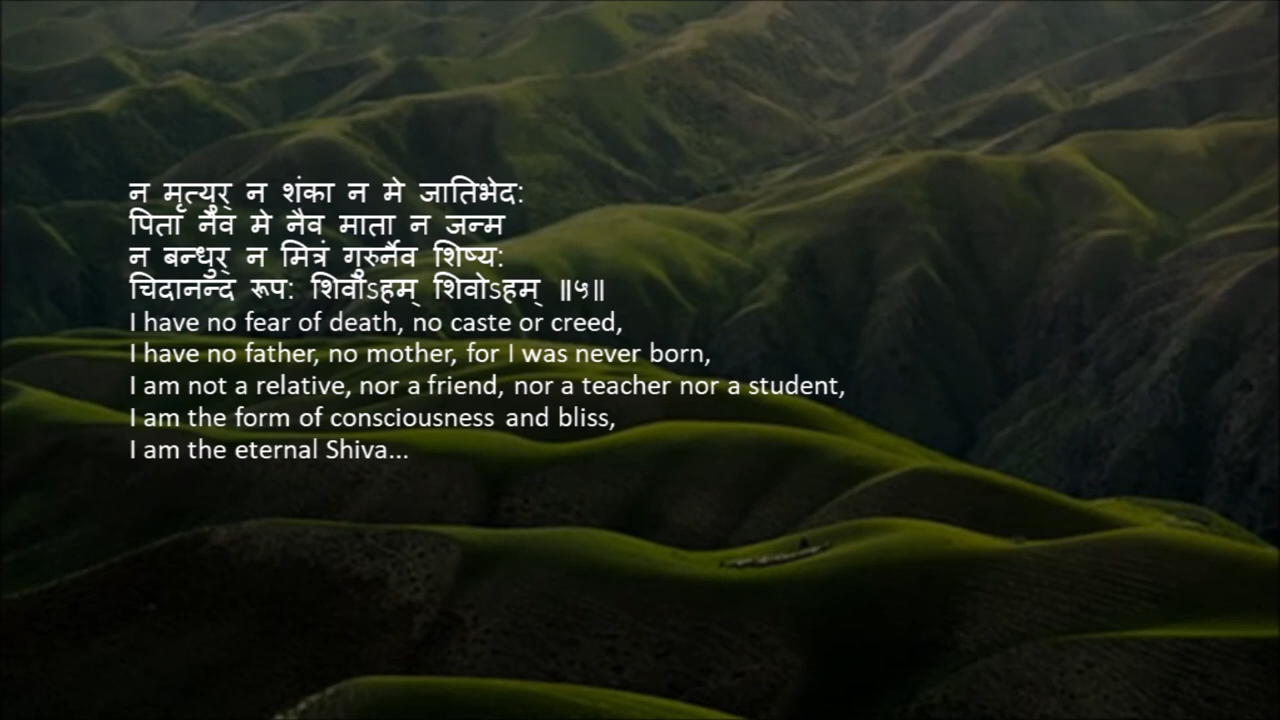 न मृत्युर् न शंका न मे जातिभेद:
पिता नैव मे नैव माता न जन्म
न बन्धुर् न मित्रं गुरुर्नैव शिष्य:
चिदानन्द रूप: शिवोऽहम् शिवोऽहम् ॥५॥
I have no fear of death, no caste or creed,
I have no father, no mother, for I was never born,
I am not a relative, nor a friend, nor a teacher nor a student,
I am the form of consciousness and bliss,
I am the eternal Shiva...